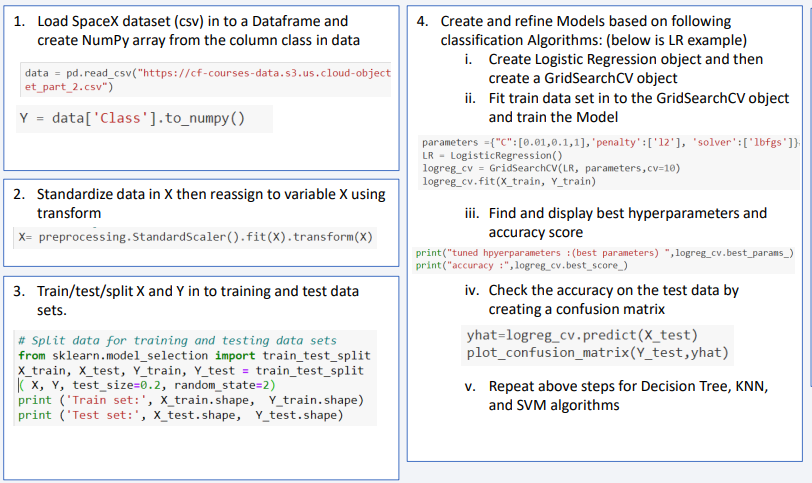 1. Load SpaceX dataset (csv) in to a Dataframe and
create NumPy array from the column class in data
data = pd.read_csv("https://cf-courses-data.s3.us.cloud-object
et_part_2.csv")
Y = data['Class'].to_numpy()
2. Standardize data in X then reassign to variable X using
transform
X= preprocessing.StandardScaler().fit(X).transform(X)
3. Train/test/split X and Y in to training and test data
sets.
# Split data for training and testing data sets
from sklearn.model_selection import train_test_split
X_train, X_test, Y_train, Y_test = train_test_split
( X, Y, test_size=0.2, random_state=2)
print ('Train set:', X_train.shape, Y_train.shape)
print ('Test set:', X_test.shape, Y_test.shape)
4. Create and refine Models based on following
classification Algorithms: (below is LR example)
i. Create Logistic Regression object and then
create a GridSearchCV object
ii. Fit train data set in to the GridSearchCV object
and train the Model
parameters ={"C":[0.01,0.1,1],'penalty':['l2'], 'solver':['lbfgs']}
LR = LogisticRegression()
logreg_cv = GridSearchCV(LR, parameters,cv=10)
logreg_cv.fit(X_train, Y_train)
iii. Find and display best hyperparameters and
accuracy score
print("tuned hpyerparameters :(best parameters) ",logreg_cv.best_params_)
print("accuracy :",logreg_cv.best_score_)
iv. Check the accuracy on the test data by
creating a confusion matrix
yhat=logreg_cv.predict(X_test)
plot_confusion_matrix(Y_test,yhat)
v. Repeat above steps for Decision Tree, KNN,
and SVM algorithms